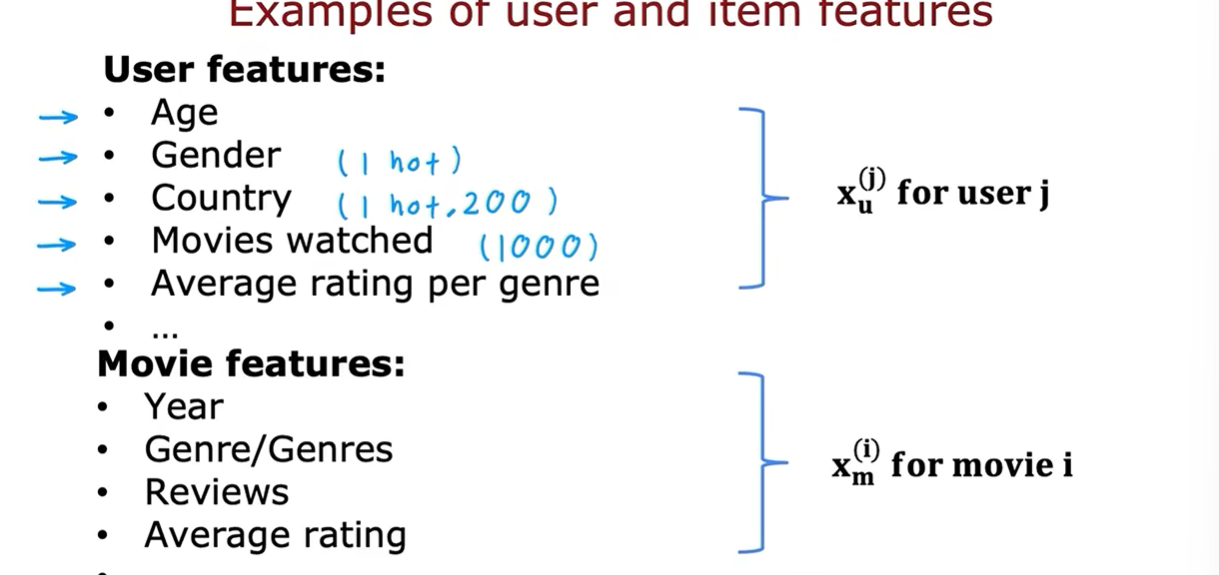 Examples of user and item features
User features:
→ • Age
→ • Gender (1 hot)
→ • Country (1 hot, 200)
→ • Movies watched (1000)
→ • Average rating per genre
• ...
x_u^(j) for user j
Movie features:
• Year
• Genre/Genres
• Reviews
• Average rating
x_m^(i) for movie i